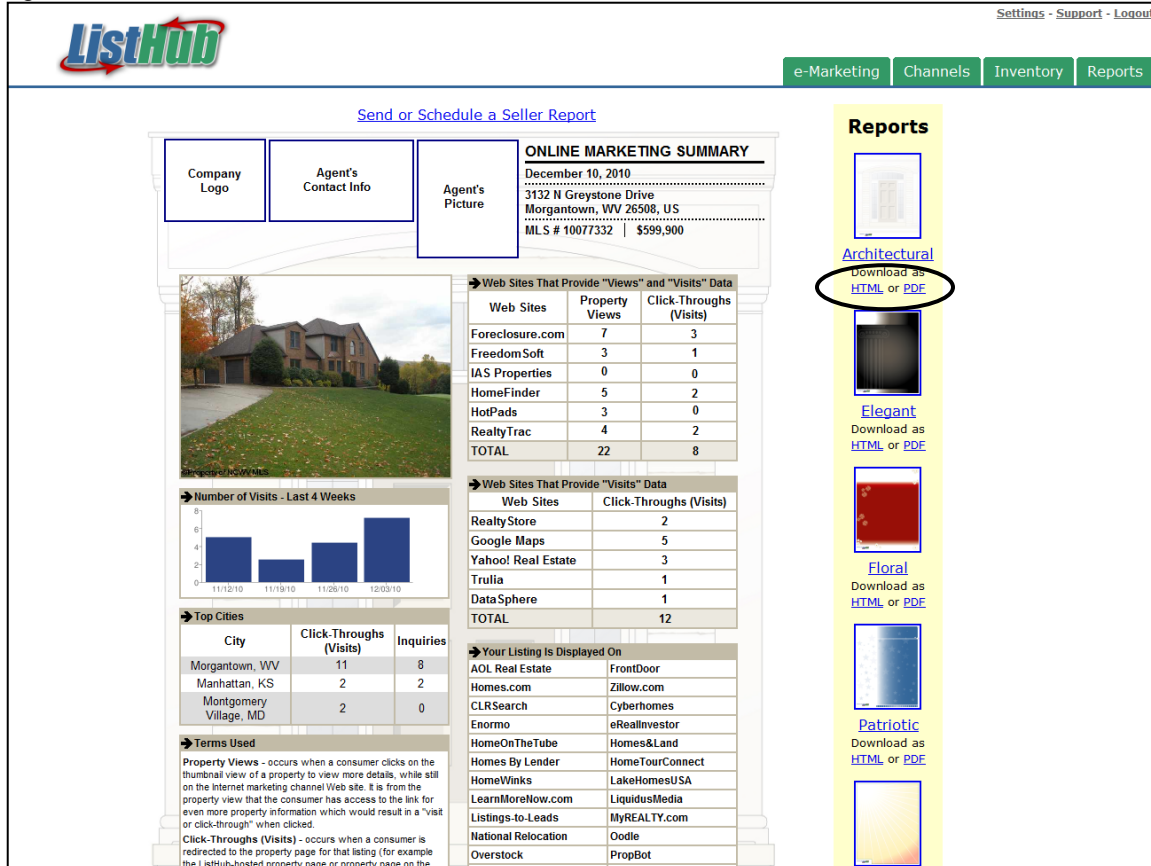 Settings - Support - Logout
ListHub
e-Marketing
Channels
Inventory
Reports
Send or Schedule a Seller Report
Company
Logo
Agent's
Contact Info
Agent's
Picture
ONLINE MARKETING SUMMARY
December 10, 2010
3132 N Greystone Drive
Morgantown, WV 26508, US
MLS # 10077332 | $599,900
©Property of NCWV MLS
Number of Visits - Last 4 Weeks
8
6
4
2
0
11/12/10 11/19/10 11/26/10 12/03/10
Top Cities
City Click-Throughs (Visits) Inquiries
Morgantown, WV 11 8
Manhattan, KS 2 2
Montgomery Village, MD 2 0
Terms Used
Property Views - occurs when a consumer clicks on the
thumbnail view of a property to view more details, while still
on the Internet marketing channel Web site. It is from the
property view that the consumer has access to the link for
even more property information which would result in a "visit
or click-through" when clicked.
Click-Throughs (Visits) - occurs when a consumer is
redirected to the property page for that listing (for example
the ListHub-hosted property page or property page on the
Web Sites That Provide "Views" and "Visits" Data
Web Sites Property Views Click-Throughs (Visits)
Foreclosure.com 7 3
FreedomSoft 3 1
IAS Properties 0 0
HomeFinder 5 2
HotPads 3 0
RealtyTrac 4 2
TOTAL 22 8
Web Sites That Provide "Visits" Data
Web Sites Click-Throughs (Visits)
RealtyStore 2
Google Maps 5
Yahoo! Real Estate 3
Trulia 1
DataSphere 1
TOTAL 12
Your Listing Is Displayed On
AOL Real Estate FrontDoor
Homes.com Zillow.com
CLRSearch Cyberhomes
Enormo eRealInvestor
HomeOnTheTube Homes&Land
Homes By Lender HomeTourConnect
HomeWinks LakeHomesUSA
LearnMoreNow.com LiquidusMedia
Listings-to-Leads MyREALTY.com
National Relocation Oodle
Overstock PropBot
Reports
Architectural
Download as
HTML or PDF
Elegant
Download as
HTML or PDF
Floral
Download as
HTML or PDF
Patriotic
Download as
HTML or PDF